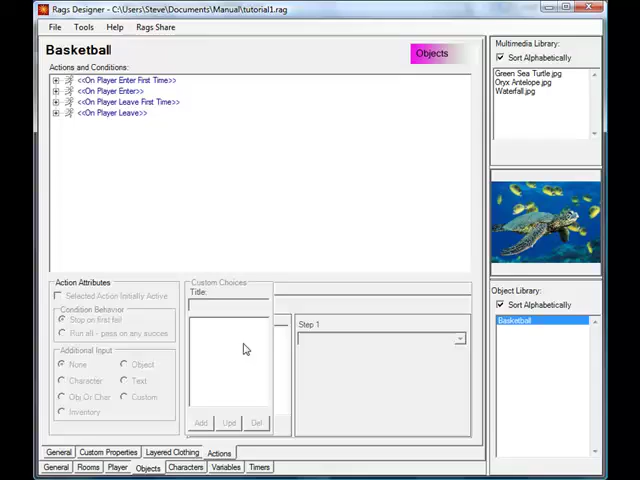 Rags Designer - C:\Users\Steve\Documents\Manual\tutorial1.rag
File Tools Help Rags Share
Basketball
Objects
Actions and Conditions:
<<On Player Enter First Time>>
<<On Player Enter>>
<<On Player Leave First Time>>
<<On Player Leave>>
Action Attributes
Selected Action Initially Active
Condition Behavior
Stop on first fail
Run all - pass on any succes
Additional Input
None Object
Character Text
Obj Or Char Custom
Inventory
Custom Choices
Title:
Add Upd Del
Step 1
General Custom Properties Layered Clothing Actions
General Rooms Player Objects Characters Variables Timers
Multimedia Library:
Sort Alphabetically
Green Sea Turtle.jpg
Oryx Antelope.jpg
Waterfall.jpg
Object Library:
Sort Alphabetically
Basketball